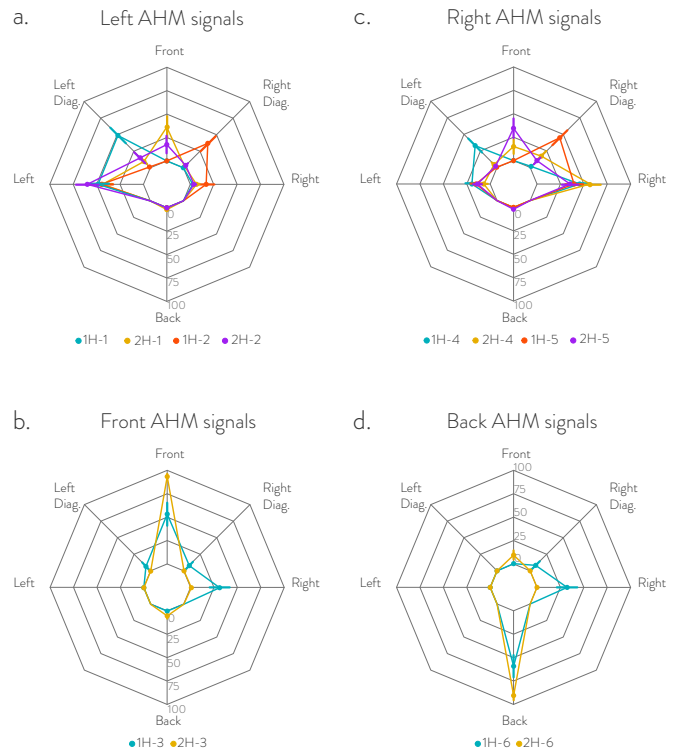 a.
Left AHM signals
Front
Left
Diag.
Right
Diag.
Left
Right
0
25
50
75
100
Back
1H-1 2H-1 1H-2 2H-2
c.
Right AHM signals
Front
Left
Diag.
Right
Diag.
Left
Right
0
25
50
75
100
Back
1H-4 2H-4 1H-5 2H-5
b.
Front AHM signals
Front
Left
Diag.
Right
Diag.
Left
Right
0
25
50
75
100
Back
1H-3 2H-3
d.
Back AHM signals
Front
100
75
50
25
0
Left
Diag.
Right
Diag.
Left
Right
Back
1H-6 2H-6